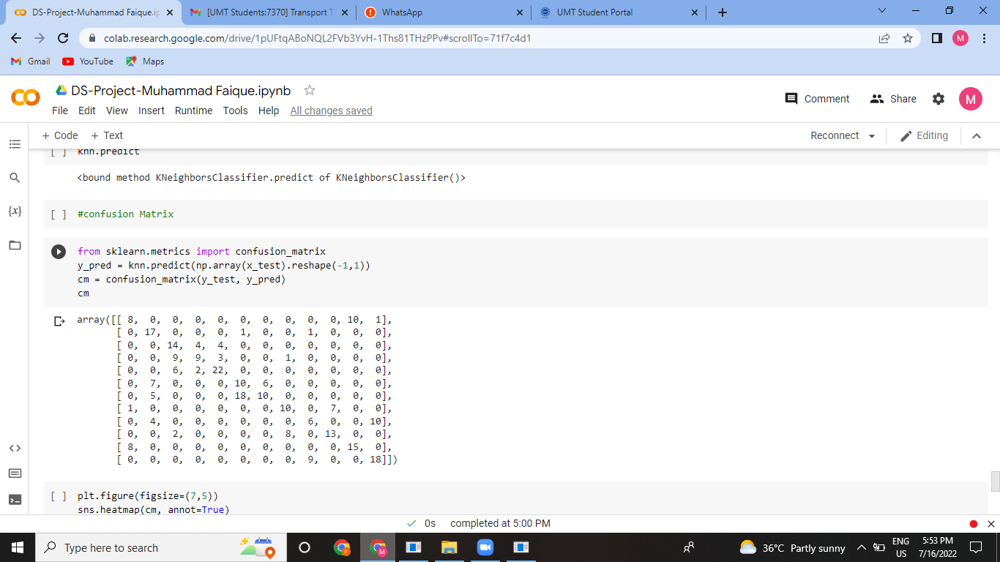 DS-Project-Muhammad Faique.ip
[UMT Students:7370] Transport T
WhatsApp
UMT Student Portal
colab.research.google.com/drive/1pUFtqABoNQL2FVb3YvH-1Ths81THzPPv#scrollTo=71f7c4d1
M
Gmail
YouTube
Maps
DS-Project-Muhammad Faique.ipynb
Comment
Share
M
File Edit View Insert Runtime Tools Help All changes saved
+ Code + Text
Reconnect
Editing
[ ] knn.predict
<bound method KNeighborsClassifier.predict of KNeighborsClassifier()>
[ ] #confusion Matrix
{x}
from sklearn.metrics import confusion_matrix
y_pred = knn.predict(np.array(x_test).reshape(-1,1))
cm = confusion_matrix(y_test, y_pred)
cm
array([[ 8, 0, 0, 0, 0, 0, 0, 0, 0, 0, 10, 1],
[ 0, 17, 0, 0, 0, 1, 0, 0, 1, 0, 0, 0],
[ 0, 0, 14, 4, 4, 0, 0, 0, 0, 0, 0, 0],
[ 0, 0, 9, 9, 3, 0, 0, 1, 0, 0, 0, 0],
[ 0, 0, 6, 2, 22, 0, 0, 0, 0, 0, 0, 0],
[ 0, 7, 0, 0, 0, 10, 6, 0, 0, 0, 0, 0],
[ 0, 5, 0, 0, 0, 18, 10, 0, 0, 0, 0, 0],
[ 1, 0, 0, 0, 0, 0, 0, 10, 0, 7, 0, 0],
[ 0, 4, 0, 0, 0, 0, 0, 0, 6, 0, 0, 10],
[ 0, 0, 2, 0, 0, 0, 0, 8, 0, 13, 0, 0],
[ 8, 0, 0, 0, 0, 0, 0, 0, 0, 0, 15, 0],
[ 0, 0, 0, 0, 0, 0, 0, 0, 9, 0, 0, 18]])
[ ] plt.figure(figsize=(7,5))
sns.heatmap(cm, annot=True)
0s completed at 5:00 PM
Type here to search
F
M
36°C Partly sunny
ENG
US
5:53 PM
7/16/2022